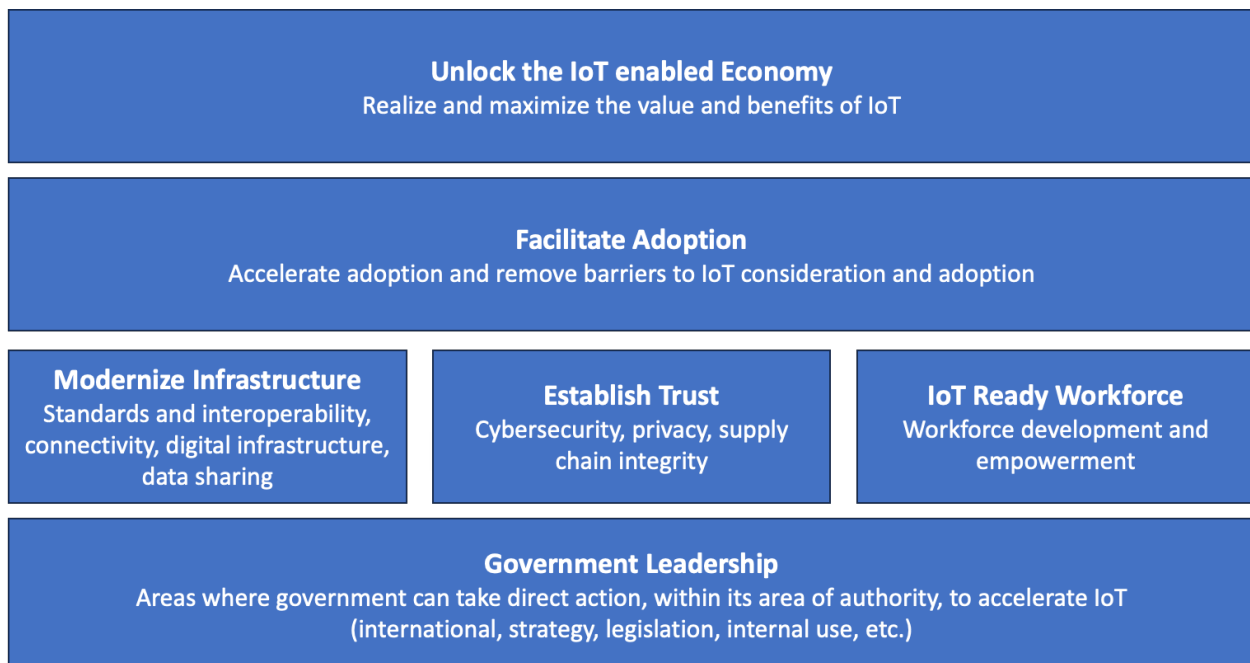 Unlock the IoT enabled Economy
Realize and maximize the value and benefits of IoT
Facilitate Adoption
Accelerate adoption and remove barriers to IoT consideration and adoption
Modernize Infrastructure
Standards and interoperability,
connectivity, digital infrastructure,
data sharing
Establish Trust
Cybersecurity, privacy, supply
chain integrity
IoT Ready Workforce
Workforce development and
empowerment
Government Leadership
Areas where government can take direct action, within its area of authority, to accelerate IoT
(international, strategy, legislation, internal use, etc.)